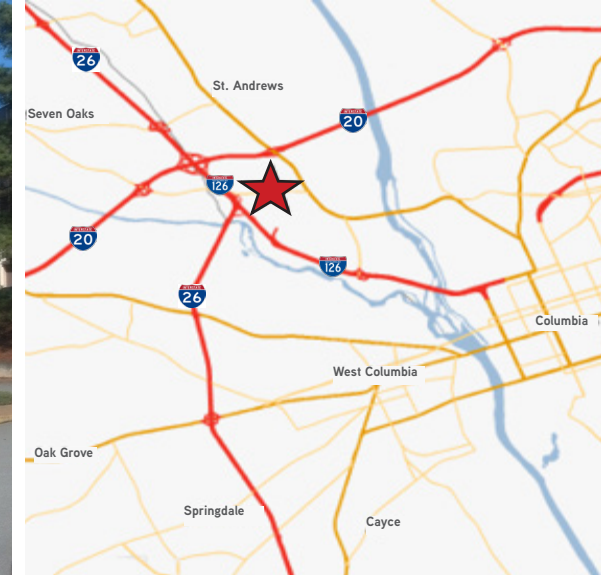 26
St. Andrews
Seven Oaks
20
126
20
126
26
Columbia
West Columbia
Oak Grove
Springdale
Cayce